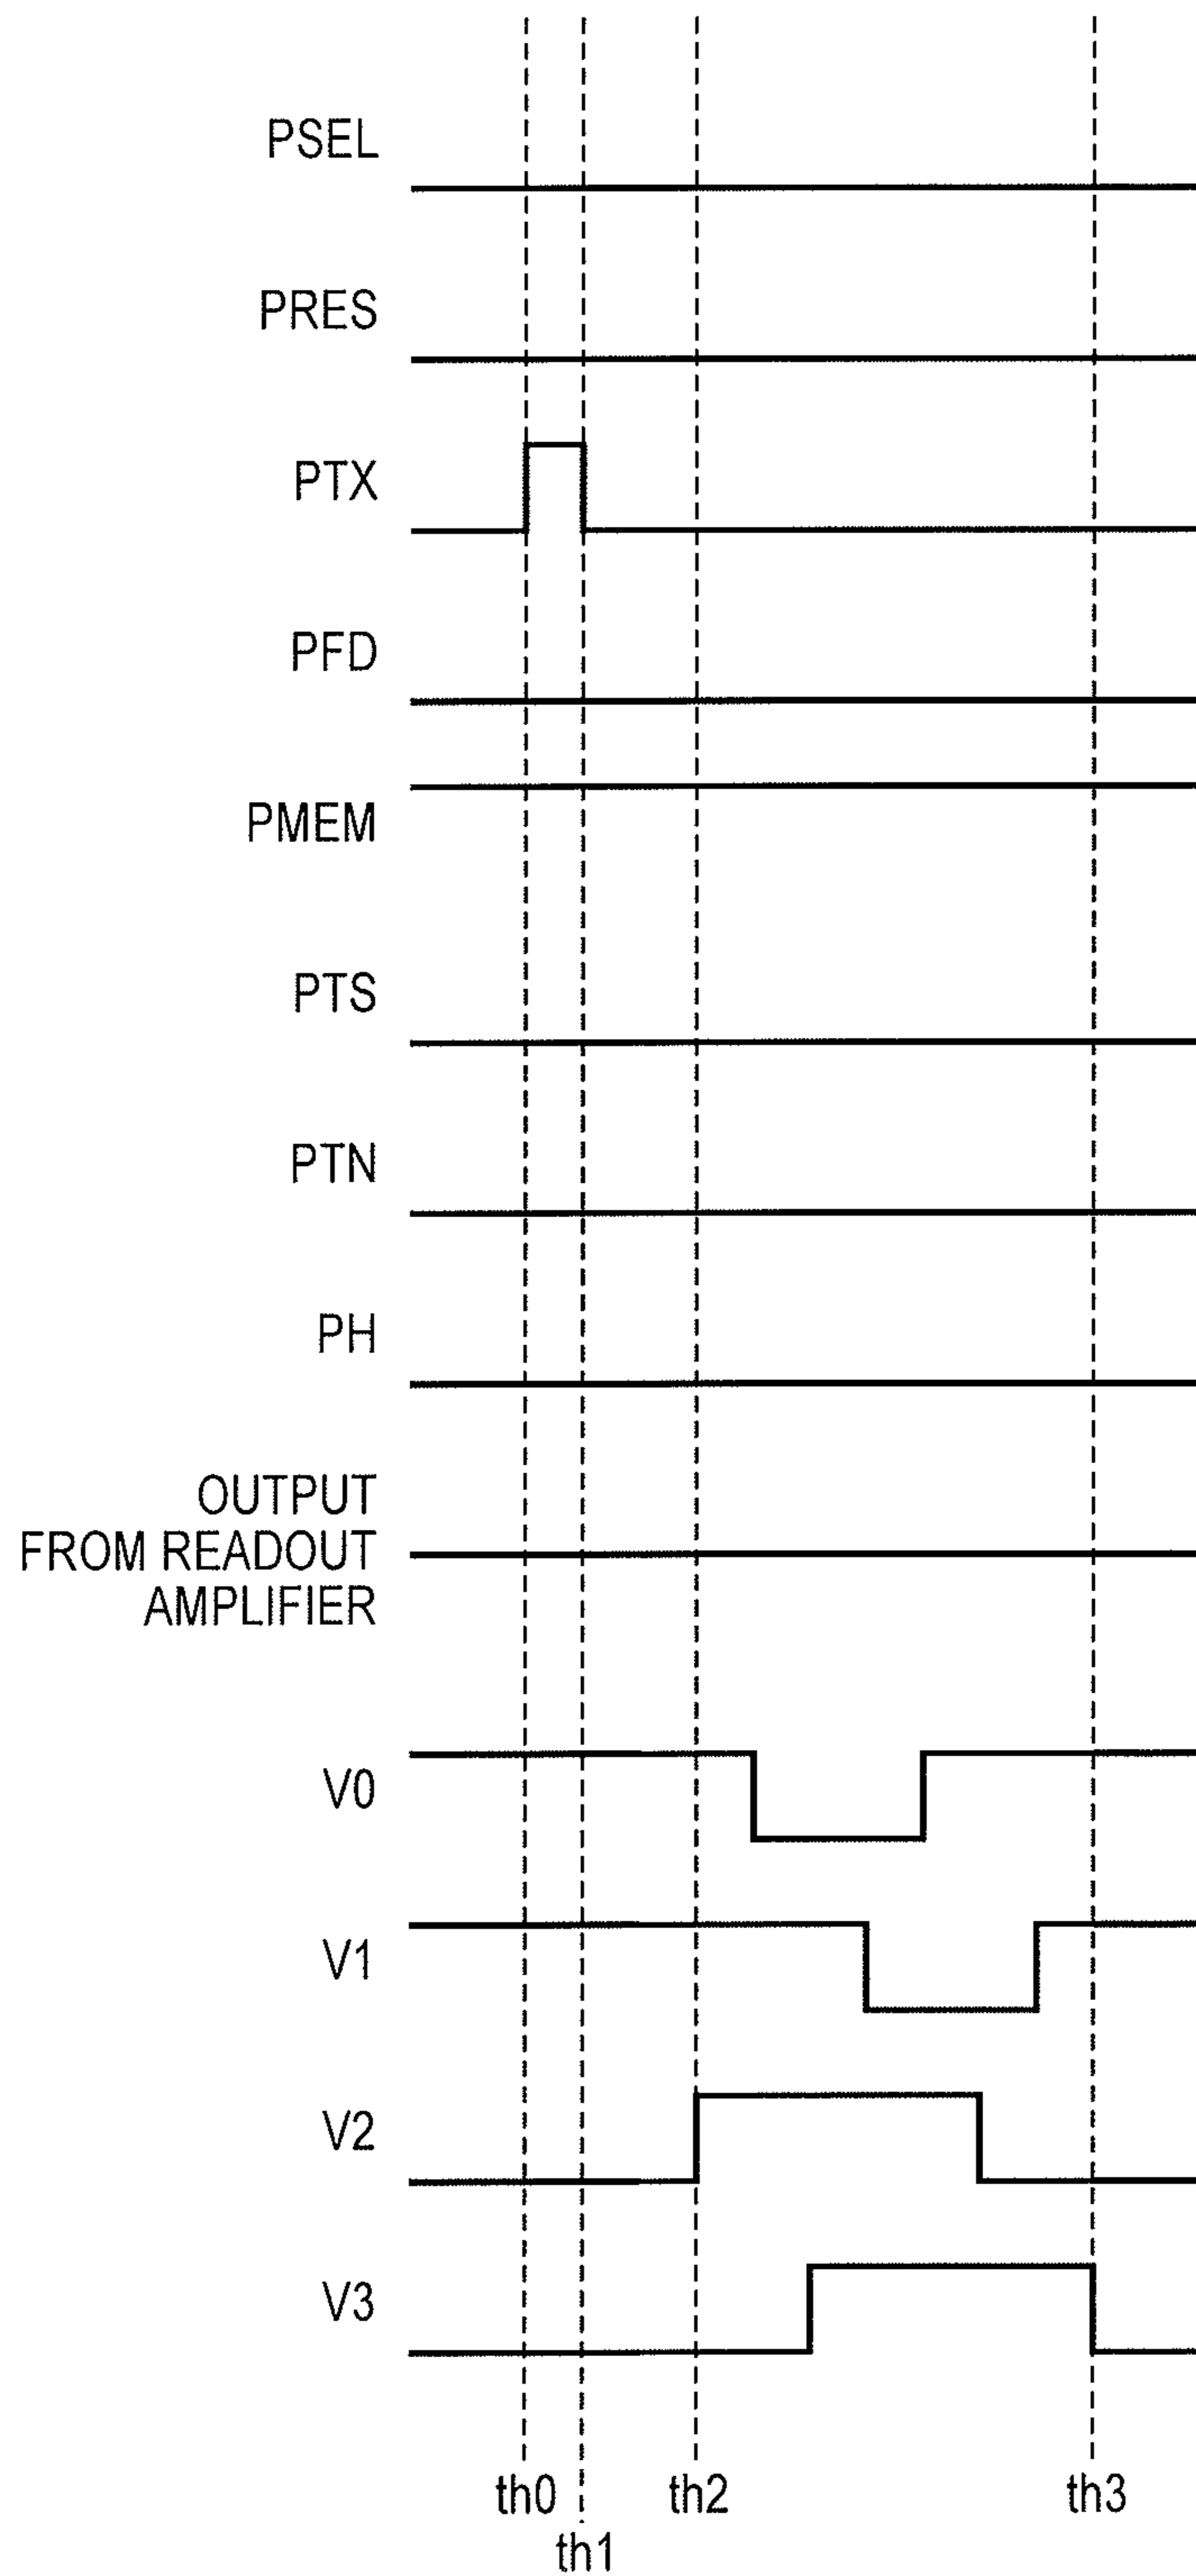 PSEL
PRES
PTX
PFD
PMEM
PTS
PTN
PH
OUTPUT
FROM READOUT
AMPLIFIER
V0
V1
V2
V3
th0
th2
th3
th1